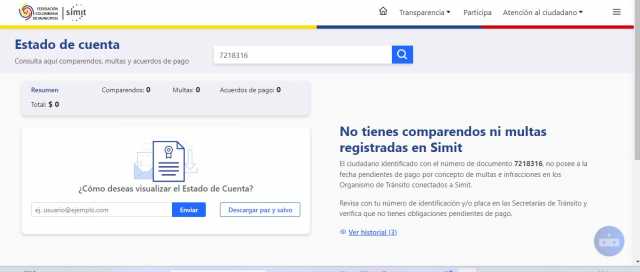 FEDERACIÓN
COLOMBIANA
DE MUNICIPIOS
simit
Transparencia
Participa
Atención al ciudadano
Estado de cuenta
Consulta aquí comparendos, multas y acuerdos de pago
7218316
Resumen
Comparendos: 0
Multas: 0
Acuerdos de pago: 0
Total: $ 0
¿Cómo deseas visualizar el Estado de Cuenta?
ej. usuario@ejemplo.com
Enviar
Descargar paz y salvo
No tienes comparendos ni multas
registradas en Simit
El ciudadano identificado con el número de documento 7218316, no posee a la
fecha pendientes de pago por concepto de multas e infracciones en los
Organismo de Tránsito conectados a Simit.
Revisa con tu número de identificación y/o placa en las Secretarías de Tránsito y
verifica que no tienes obligaciones pendientes de pago.
Ver historial (3)